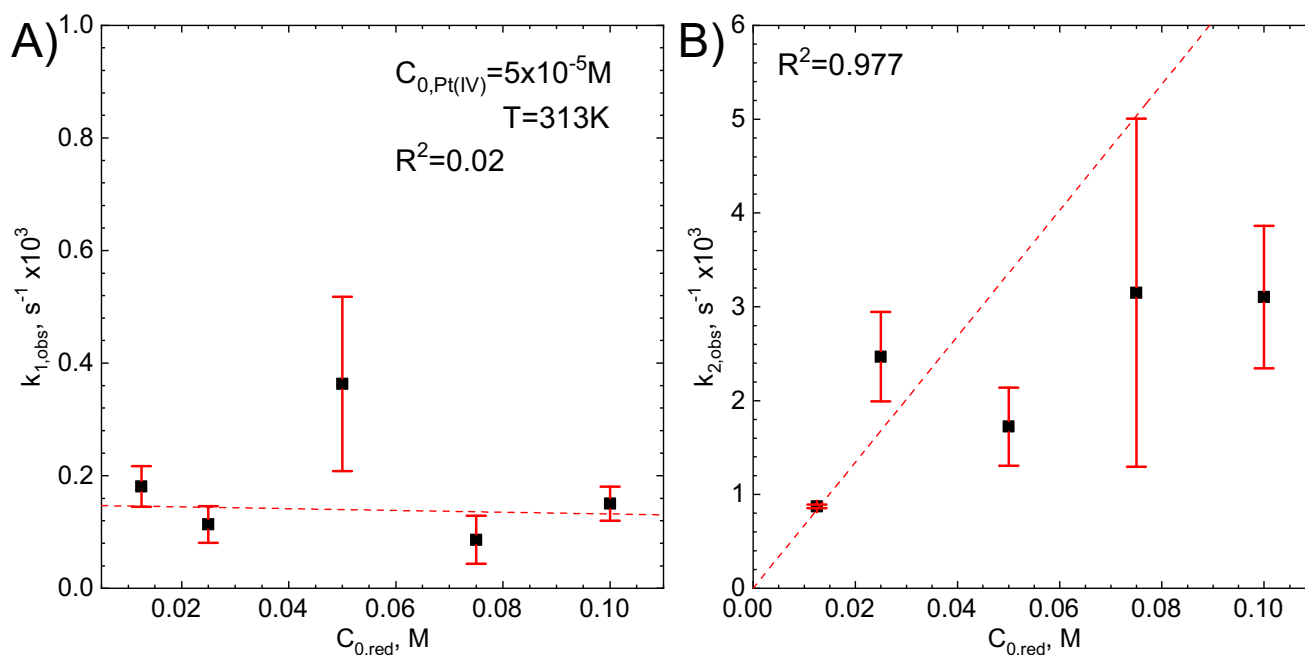 A)
C₀,Pt(IV)=5x10⁻⁵M
T=313K
R²=0.02
k₁,obs, s⁻¹ x10³
1.0
0.8
0.6
0.4
0.2
0.0
0.02 0.04 0.06 0.08 0.10
C₀,red, M
B)
R²=0.977
k₂,obs, s⁻¹ x10³
6
5
4
3
2
1
0
0.00 0.02 0.04 0.06 0.08 0.10
C₀,red, M